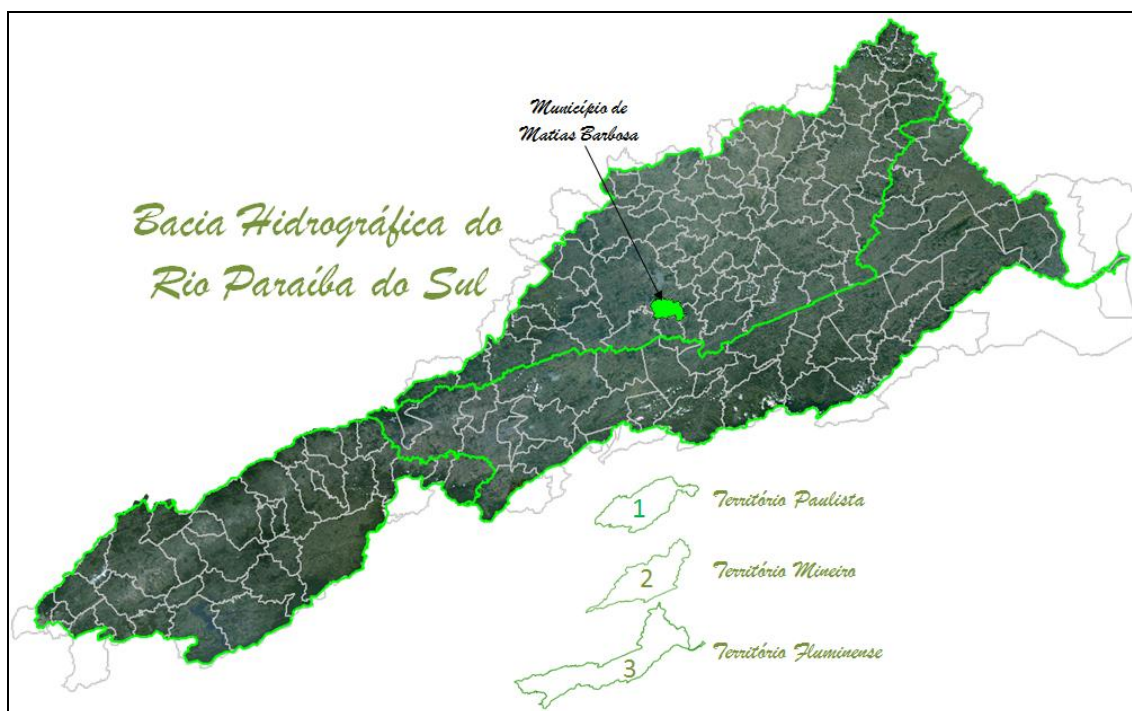 Município de
Matias Barbosa
Bacia Hidrográfica do
Rio Paraíba do Sul
1
Território Paulista
2
Território Mineiro
3
Território Fluminense